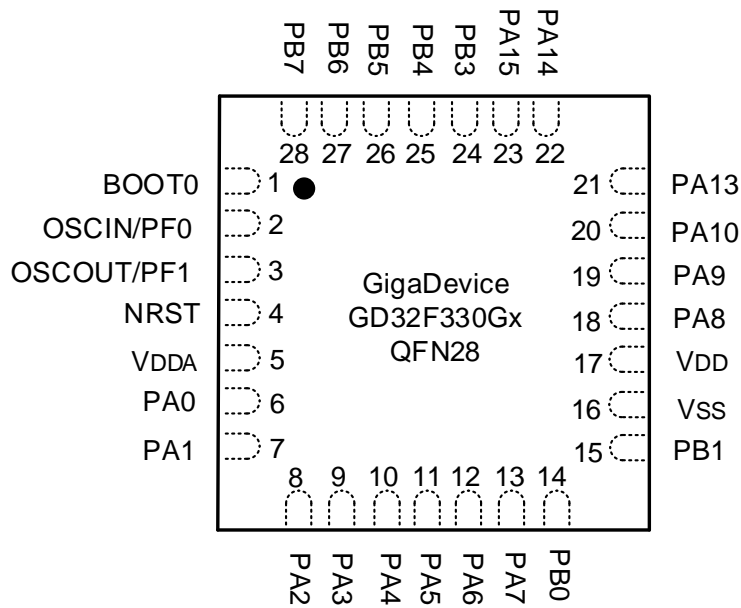 PB7 PB6 PB5 PB4 PB3 PA15 PA14
28 27 26 25 24 23 22
BOOT0 1
OSCIN/PF0 2
OSCOUT/PF1 3
NRST 4
VDDA 5
PA0 6
PA1 7
GigaDevice
GD32F330Gx
QFN28
21 PA13
20 PA10
19 PA9
18 PA8
17 VDD
16 VSS
15 PB1
8 9 10 11 12 13 14
PA2 PA3 PA4 PA5 PA6 PA7 PB0